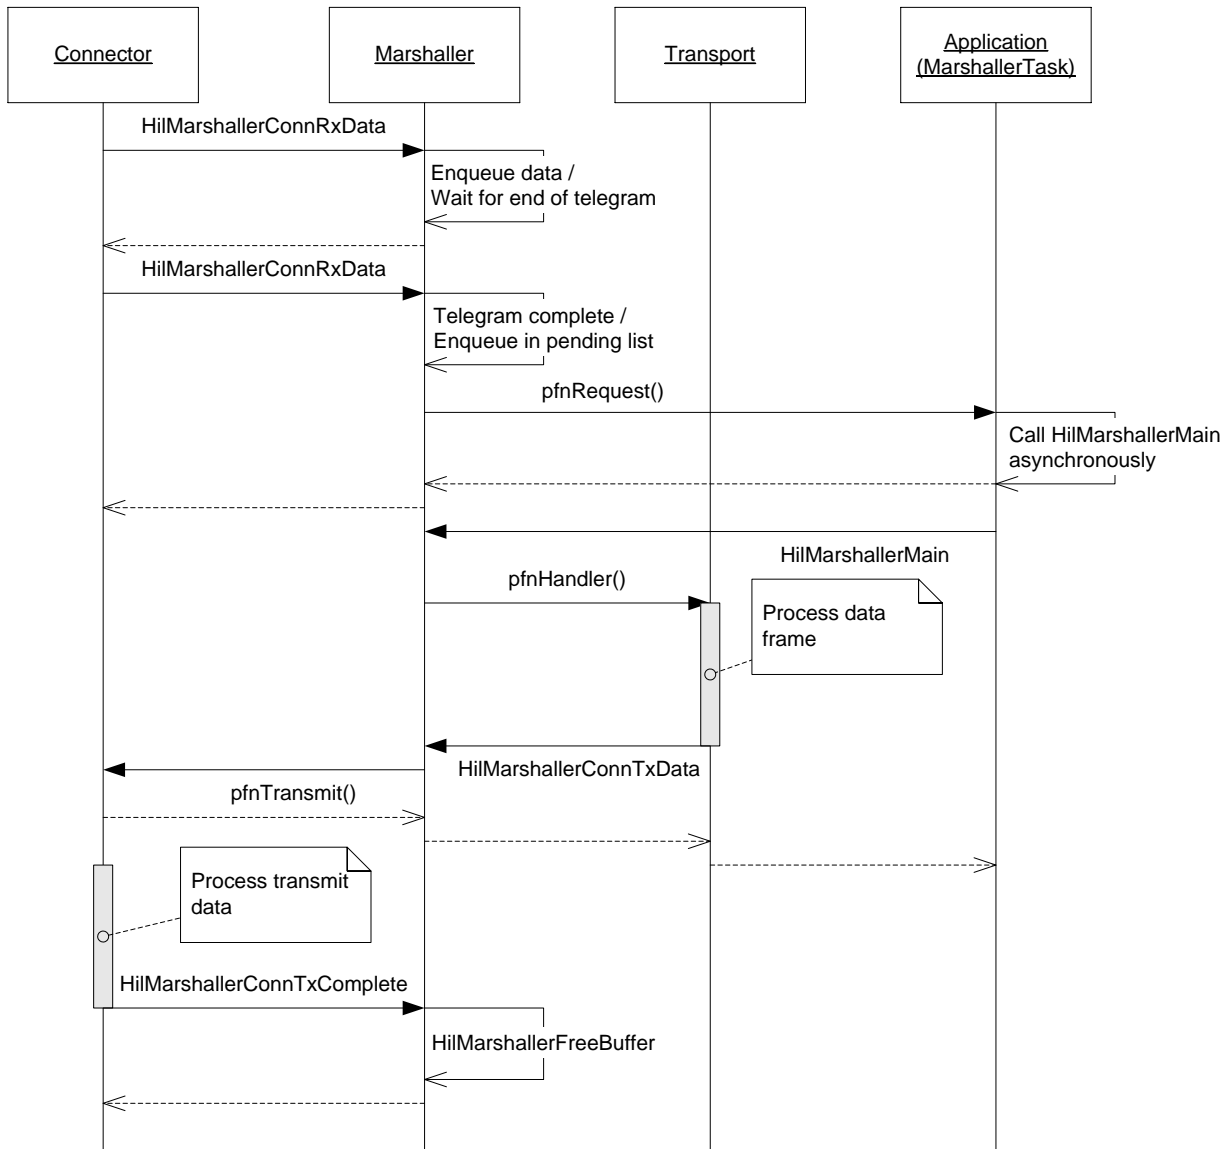 Connector
Marshaller
Transport
Application
(MarshallerTask)
HilMarshallerConnRxData
Enqueue data /
Wait for end of telegram
HilMarshallerConnRxData
Telegram complete /
Enqueue in pending list
pfnRequest()
Call HilMarshallerMain
asynchronously
HilMarshallerMain
pfnHandler()
Process data
frame
HilMarshallerConnTxData
pfnTransmit()
Process transmit
data
HilMarshallerConnTxComplete
HilMarshallerFreeBuffer